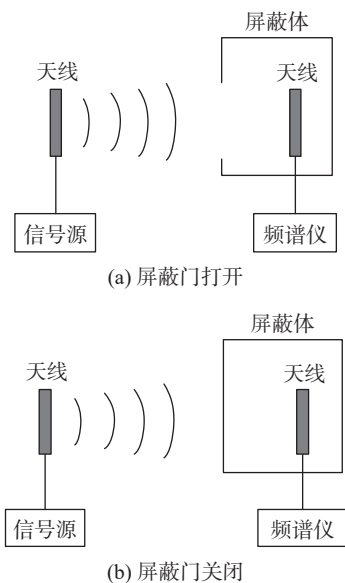 屏蔽体
天线
天线
信号源
频谱仪
(a) 屏蔽门打开
屏蔽体
天线
天线
信号源
频谱仪
(b) 屏蔽门关闭